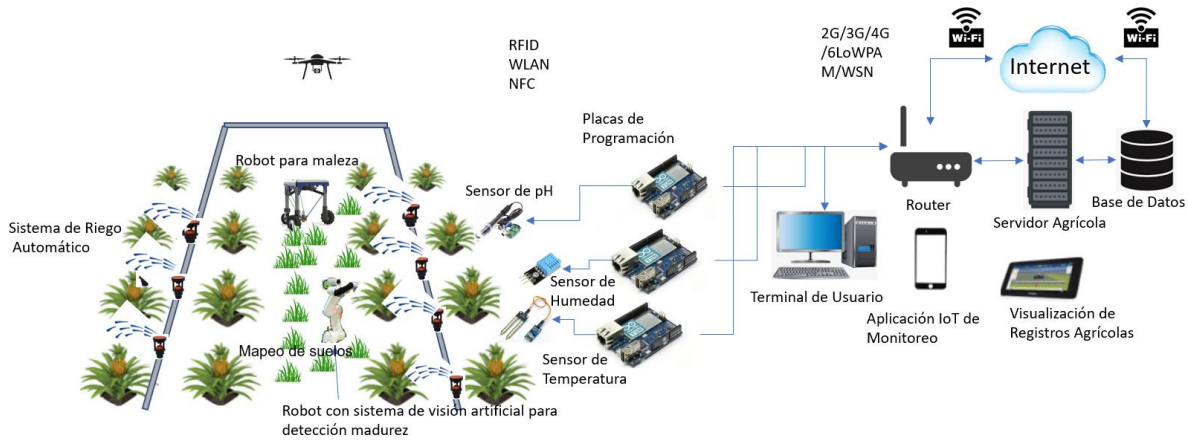 RFID
WLAN
NFC
2G/3G/4G
/6LoWPA
M/WSN
Wi-Fi
Wi-Fi
Internet
Placas de
Programación
Robot para maleza
Sensor de pH
Sistema de Riego
Automático
Router
Servidor Agrícola
Base de Datos
Sensor de
Humedad
Terminal de Usuario
Aplicación IoT de
Monitoreo
Visualización de
Registros Agrícolas
Mapeo de suelos
Sensor de
Temperatura
Robot con sistema de visión artificial para
detección madurez